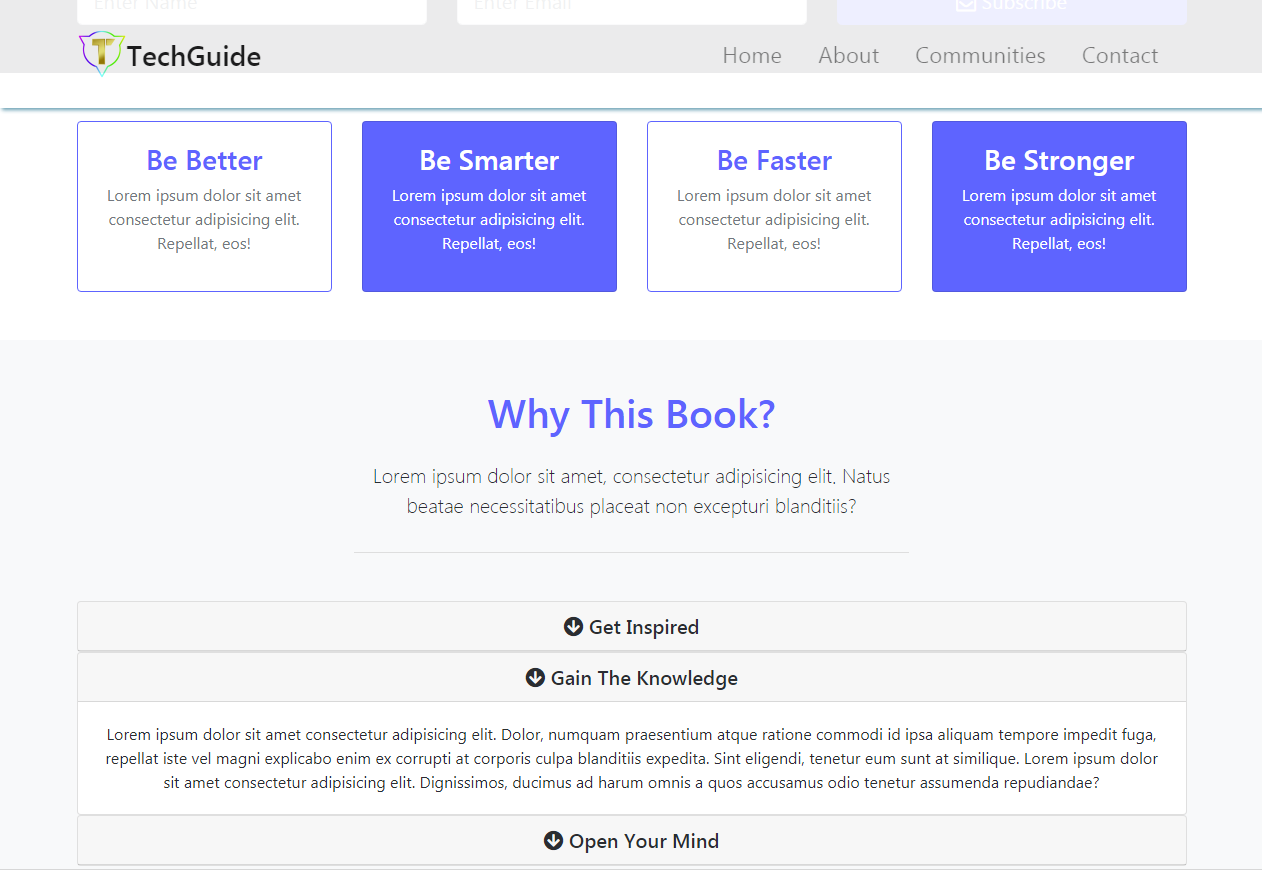 Enter Name
Enter Email
Subscribe
TechGuide
Home
About
Communities
Contact
Be Better
Lorem ipsum dolor sit amet
consectetur adipisicing elit.
Repellat, eos!
Be Smarter
Lorem ipsum dolor sit amet
consectetur adipisicing elit.
Repellat, eos!
Be Faster
Lorem ipsum dolor sit amet
consectetur adipisicing elit.
Repellat, eos!
Be Stronger
Lorem ipsum dolor sit amet
consectetur adipisicing elit.
Repellat, eos!
Why This Book?
Lorem ipsum dolor sit amet, consectetur adipisicing elit. Natus
beatae necessitatibus placeat non excepturi blanditiis?
Get Inspired
Gain The Knowledge
Lorem ipsum dolor sit amet consectetur adipisicing elit. Dolor, numquam praesentium atque ratione commodi id ipsa aliquam tempore impedit fuga,
repellat iste vel magni explicabo enim ex corrupti at corporis culpa blanditiis expedita. Sint eligendi, tenetur eum sunt at similique. Lorem ipsum dolor
sit amet consectetur adipisicing elit. Dignissimos, ducimus ad harum omnis a quos accusamus odio tenetur assumenda repudiandae?
Open Your Mind